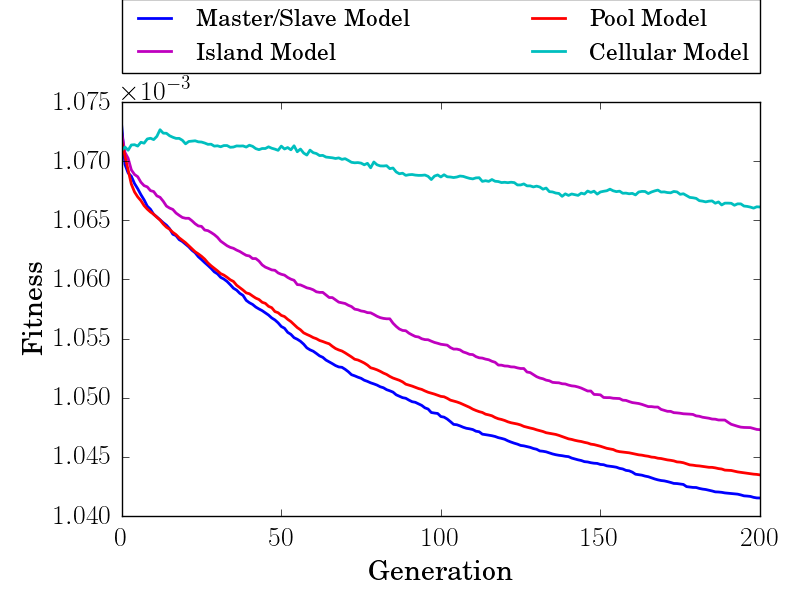 Master/Slave Model Pool Model
Island Model Cellular Model
×10⁻³
1.075
1.070
1.065
1.060
1.055
1.050
1.045
1.040
Fitness
0 50 100 150 200
Generation